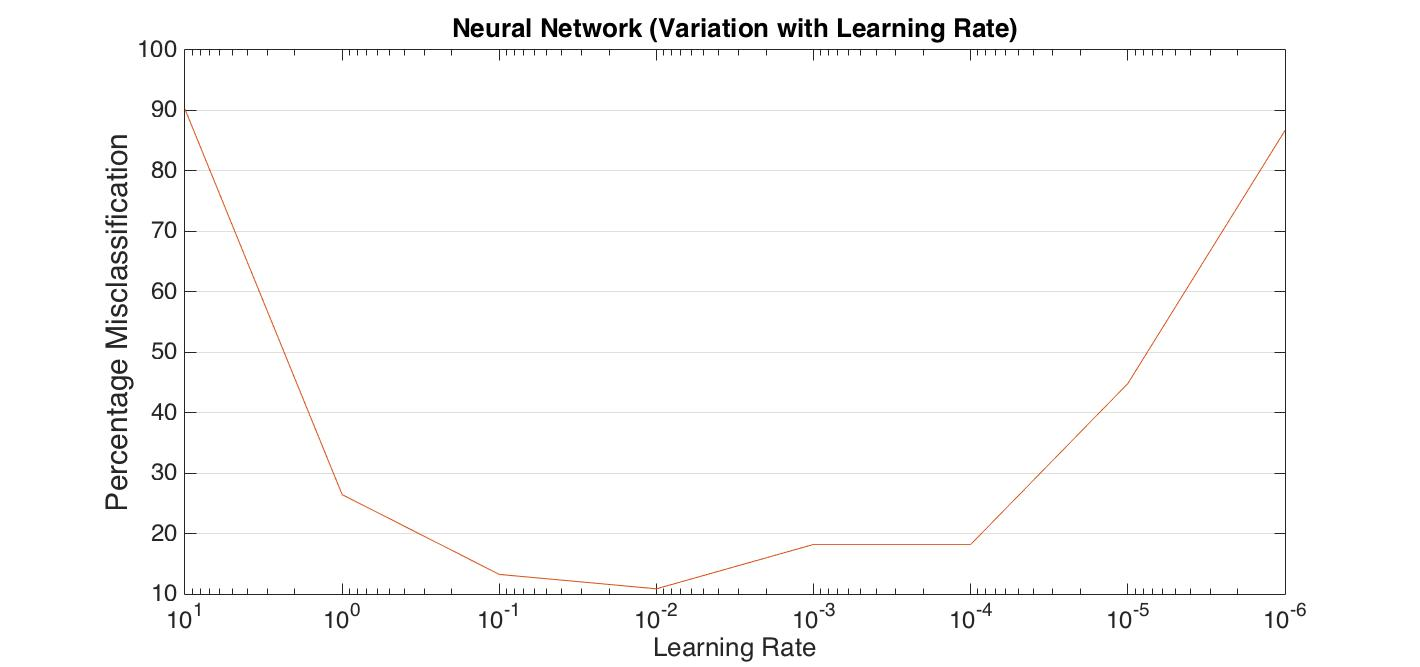 Neural Network (Variation with Learning Rate)
100
90
80
70
60
50
40
30
20
10
Percentage Misclassification
10^1 10^0 10^-1 10^-2 10^-3 10^-4 10^-5 10^-6
Learning Rate